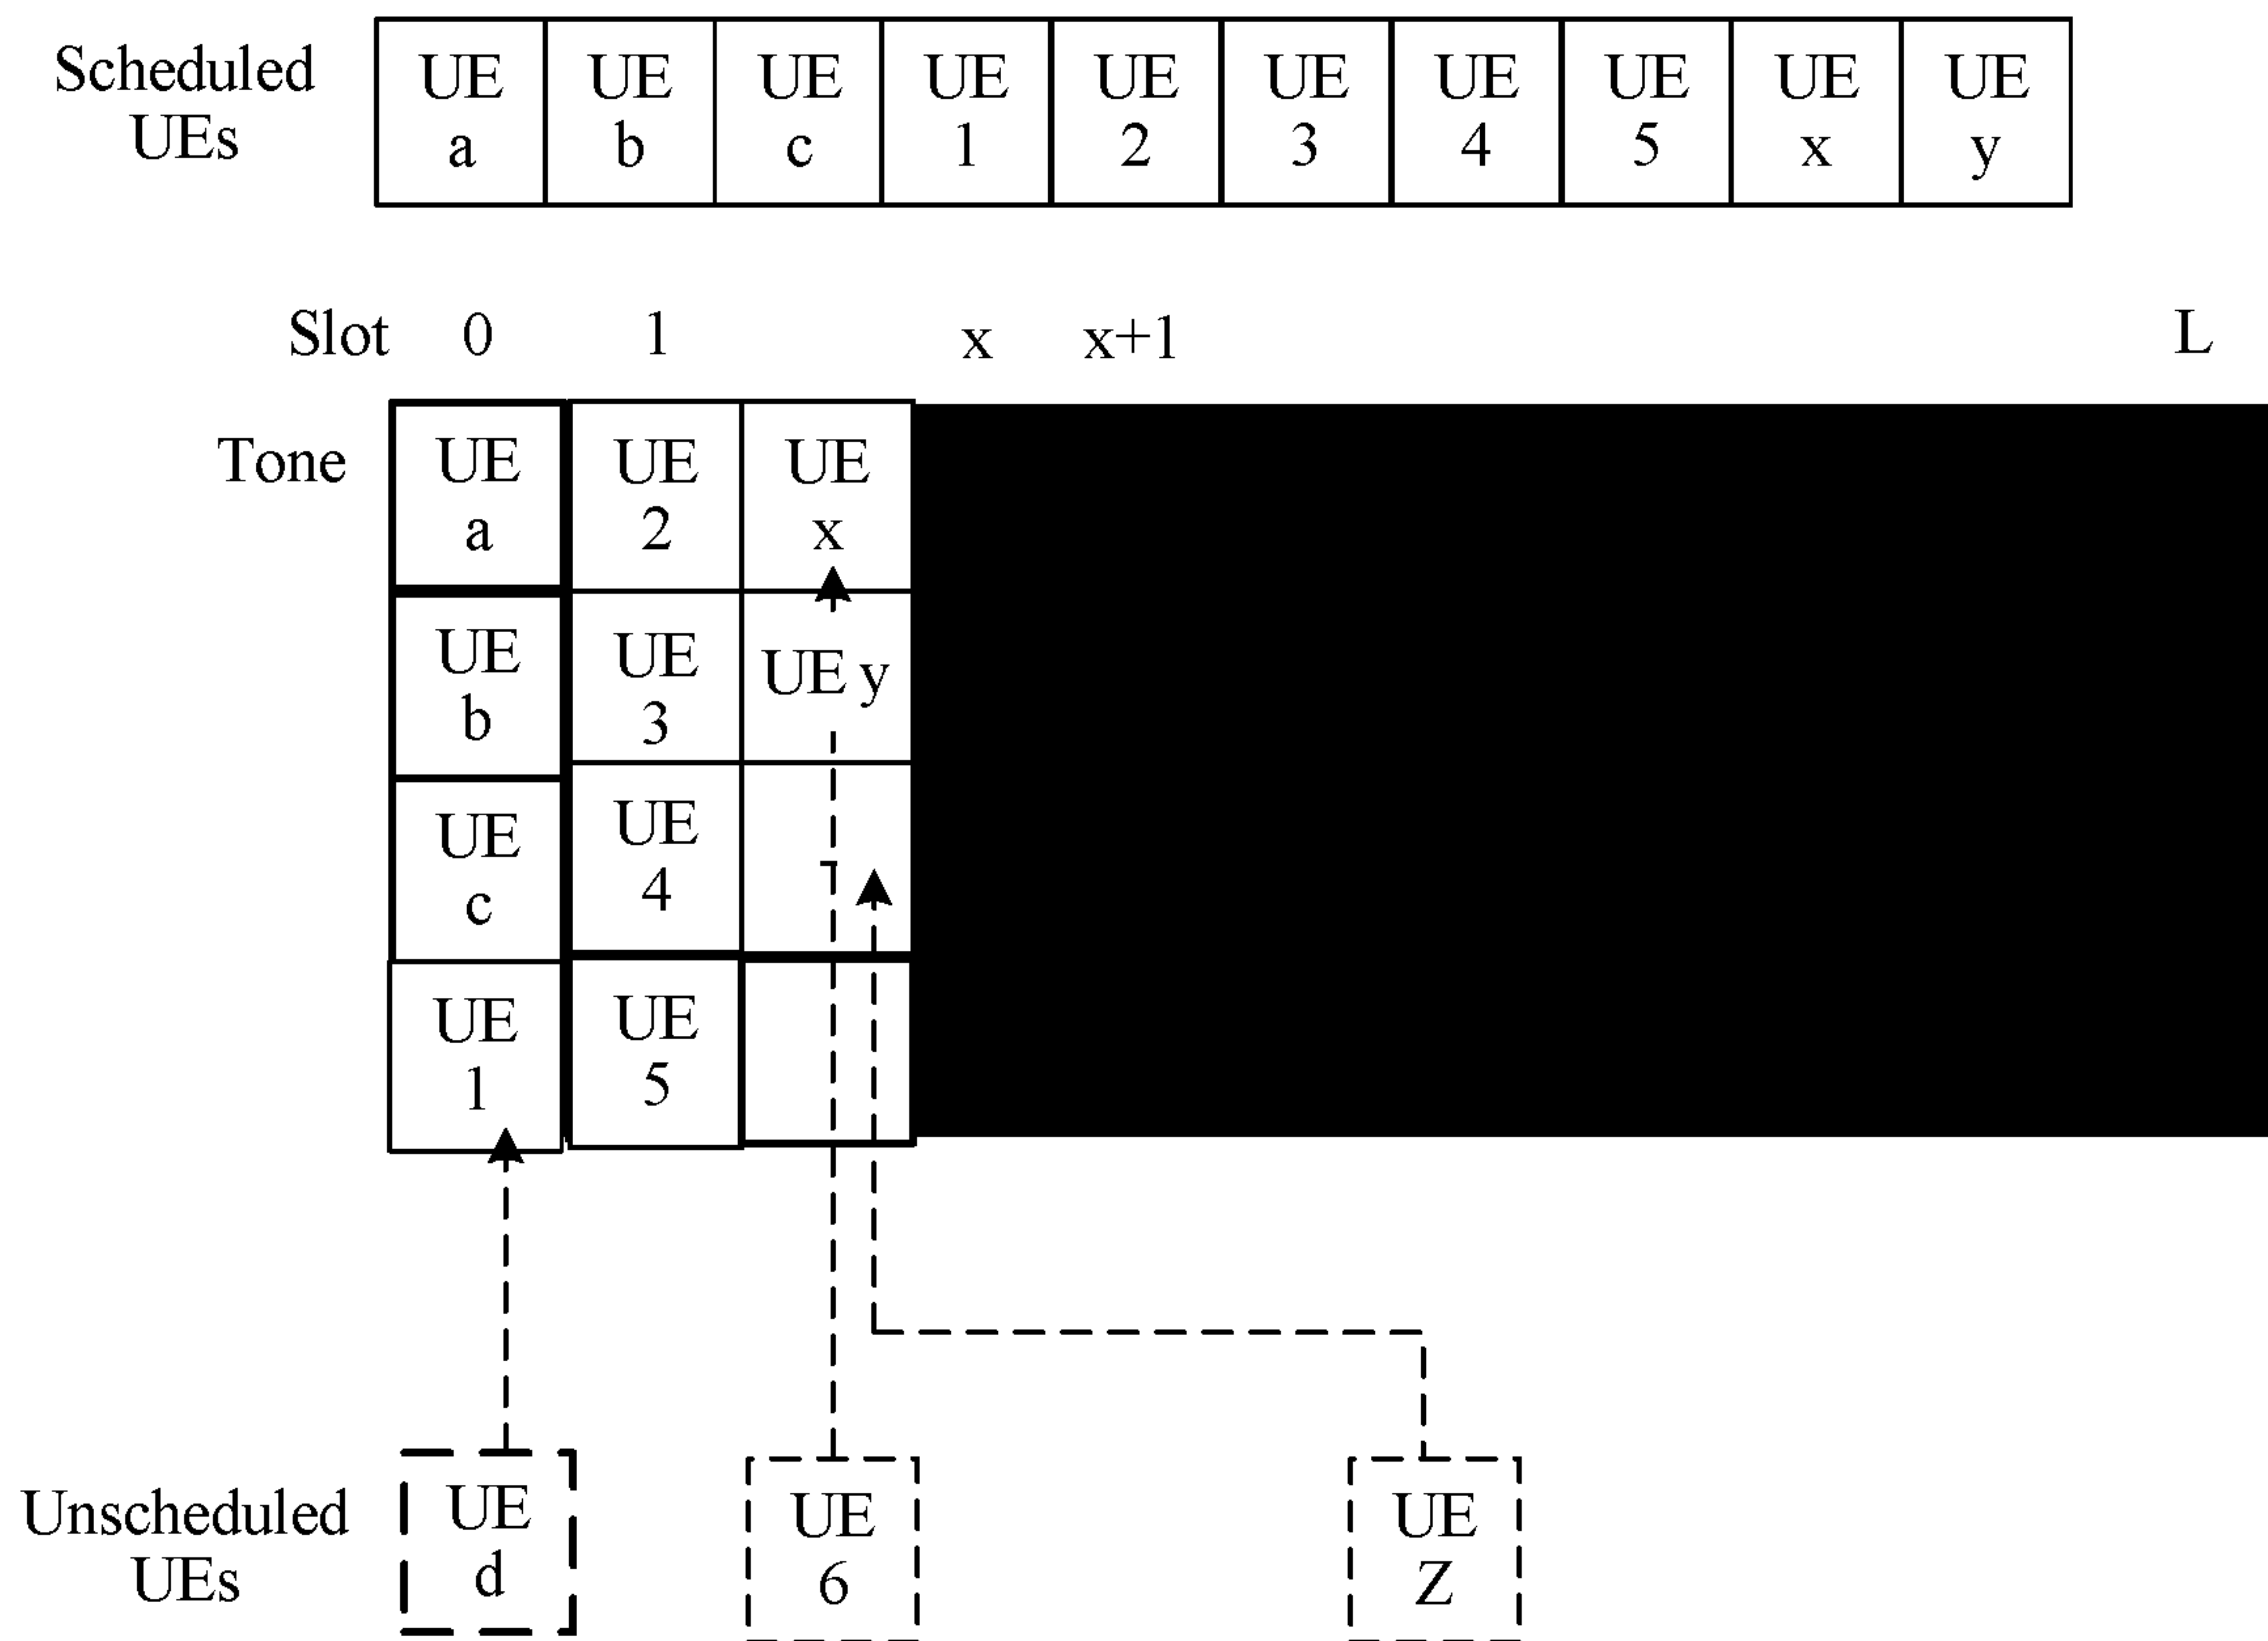 Scheduled
UEs
UE a
UE b
UE c
UE 1
UE 2
UE 3
UE 4
UE 5
UE x
UE y
Slot 0 1 x x+1 L
Tone
UE a
UE 2
UE x
UE b
UE 3
UE y
UE c
UE 4
UE 1
UE 5
Unscheduled
UEs
UE d
UE 6
UE Z